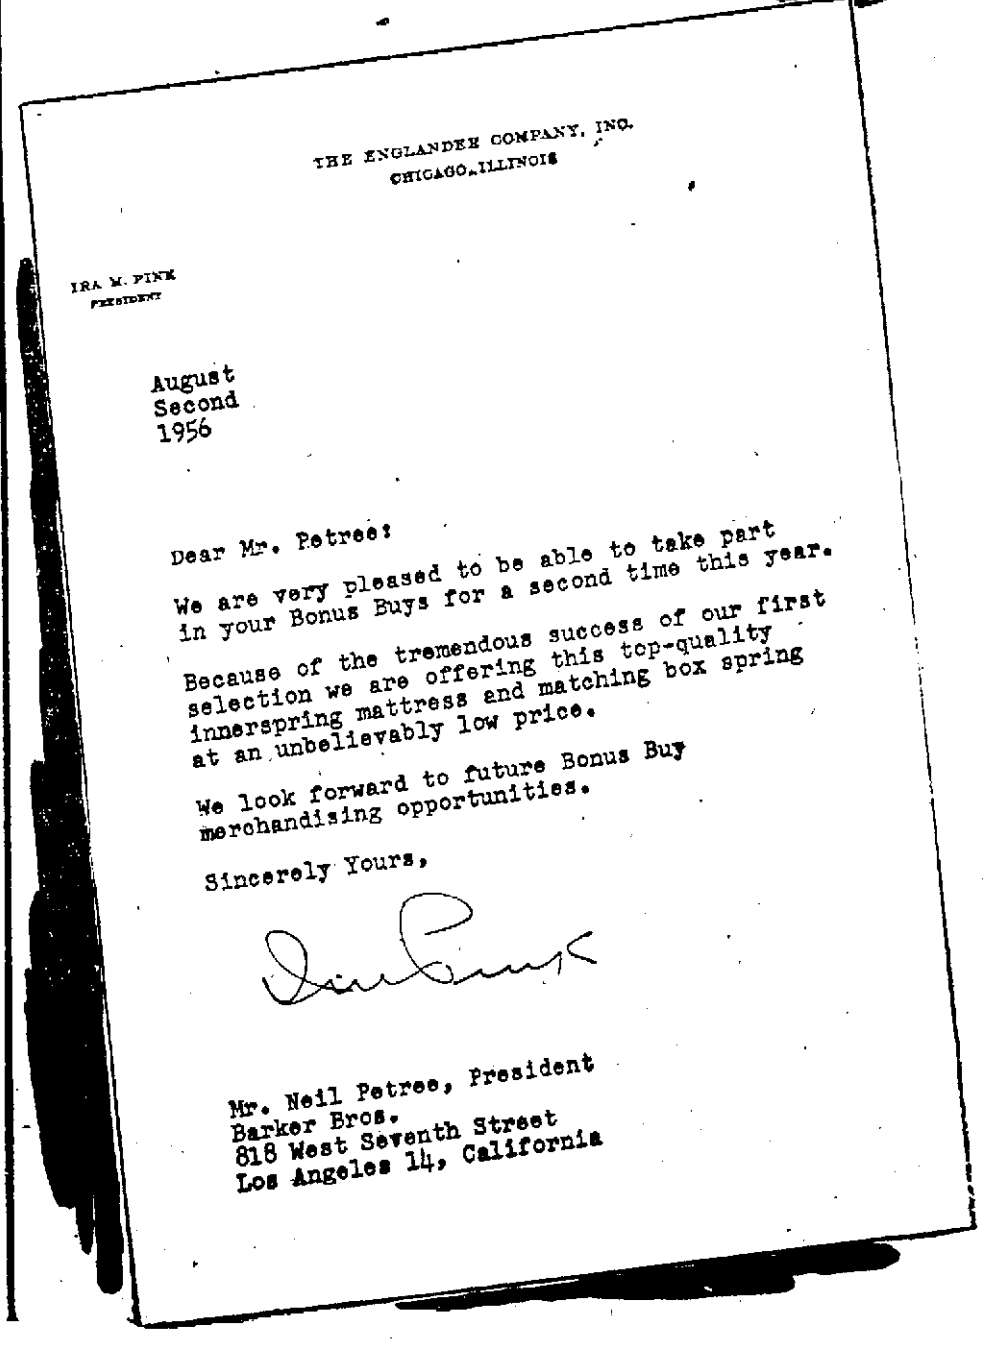 THE ENGLANDER COMPANY, INC.
CHICAGO, ILLINOIS
IRA M. PINK
PRESIDENT
August
Second
1956
Dear Mr. Petree:
We are very pleased to be able to take part
in your Bonus Buys for a second time this year.
Because of the tremendous success of our first
selection we are offering this top-quality
innerspring mattress and matching box spring
at an unbelievably low price.
We look forward to future Bonus Buy
merchandising opportunities.
Sincerely Yours,
Ira Pink
Mr. Neil Petree, President
Barker Bros.
818 West Seventh Street
Los Angeles 14, California